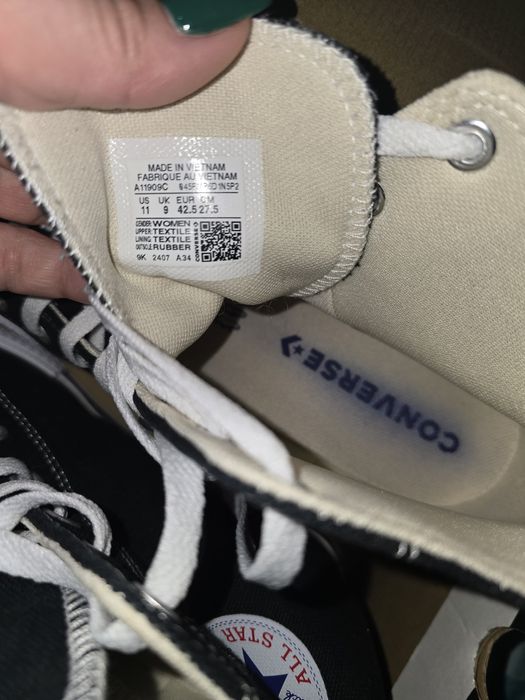 MADE IN VIETNAM
FABRIQUE AU VIETNAM
A11909C
US UK EUR CM
11 9 42.5 27.5
GENDER WOMEN
UPPER TEXTILE
LINING TEXTILE
OUTSOLE RUBBER
CONVERSE
9K 2407 A34
CONVERSE
ALL STAR